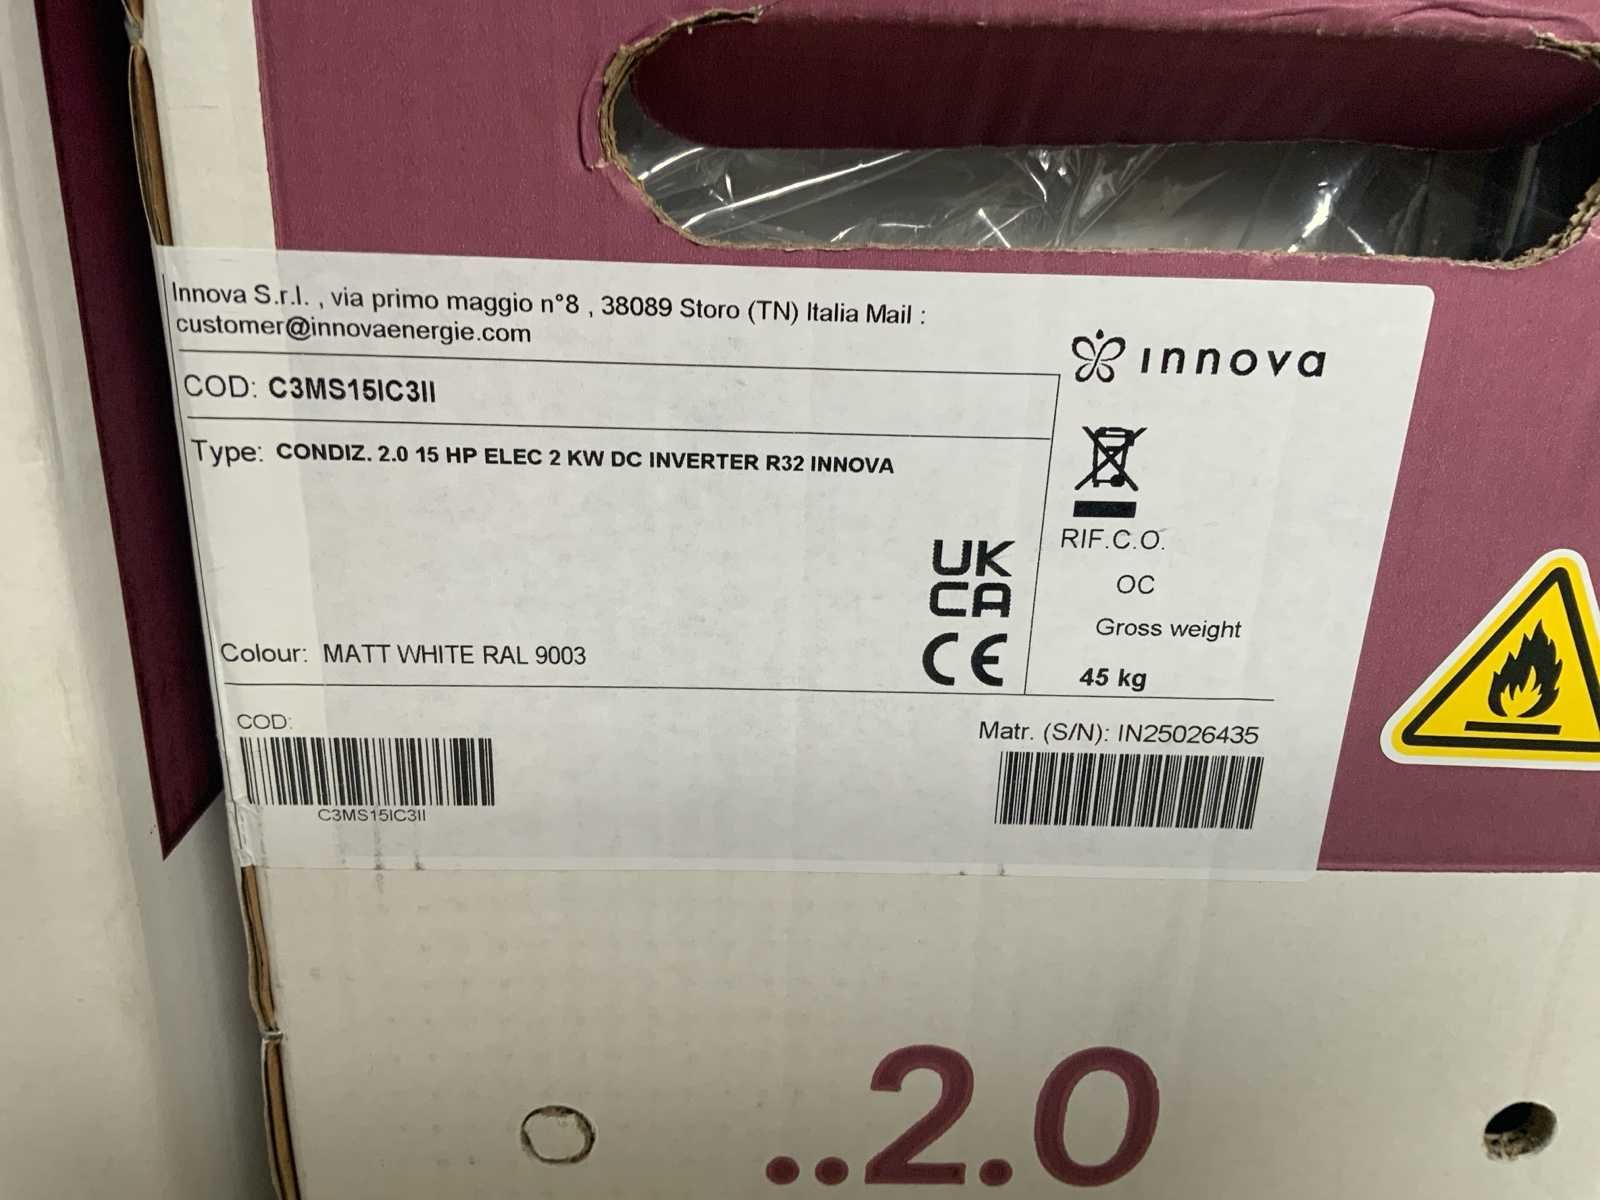 Innova S.r.l. , via primo maggio n°8 , 38089 Storo (TN) Italia Mail :
customer@innovaenergie.com
innova
COD: C3MS15IC3II
Type: CONDIZ. 2.0 15 HP ELEC 2 KW DC INVERTER R32 INNOVA
UK
CA
CE
RIF.C.O.
OC
Gross weight
45 kg
Colour: MATT WHITE RAL 9003
COD:
C3MS15IC3II
Matr. (S/N): IN25026435
..2.0